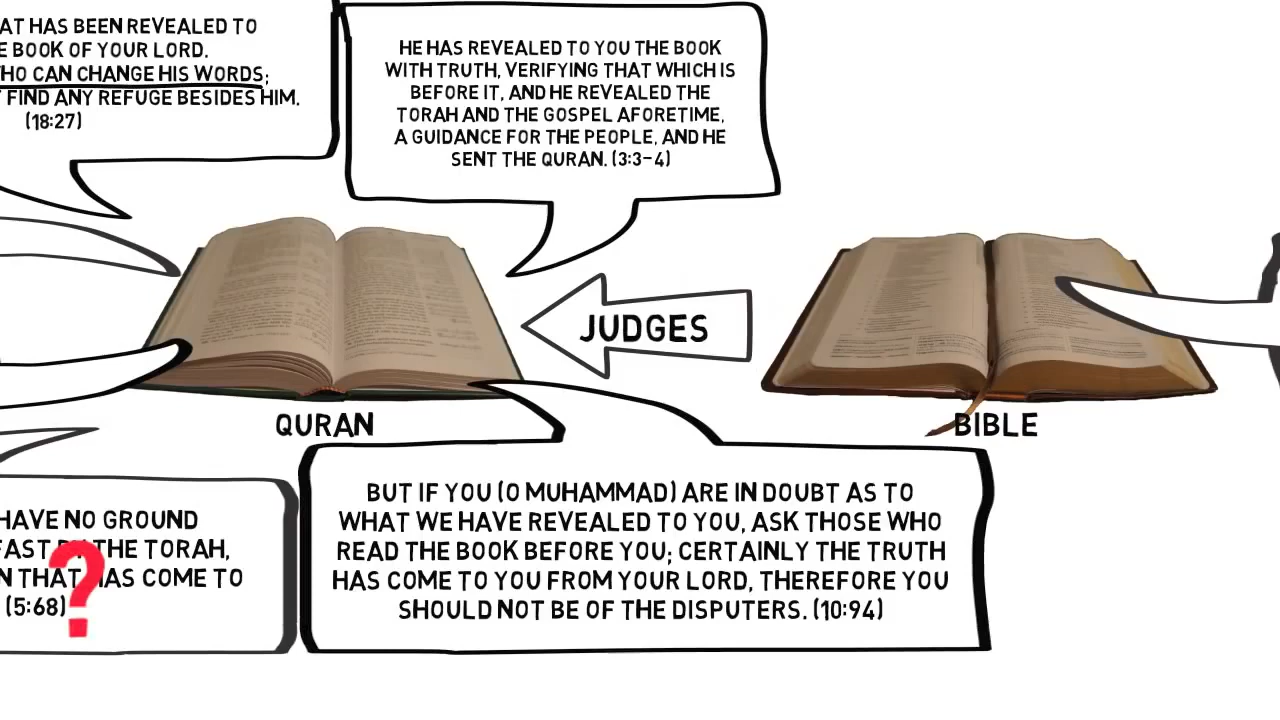 AT HAS BEEN REVEALED TO
E BOOK OF YOUR LORD.
HO CAN CHANGE HIS WORDS;
FIND ANY REFUGE BESIDES HIM.
(18:27)
HE HAS REVEALED TO YOU THE BOOK
WITH TRUTH, VERIFYING THAT WHICH IS
BEFORE IT, AND HE REVEALED THE
TORAH AND THE GOSPEL AFORETIME,
A GUIDANCE FOR THE PEOPLE, AND HE
SENT THE QURAN. (3:3-4)
JUDGES
QURAN
BIBLE
HAVE NO GROUND
FAST BY THE TORAH,
N THAT HAS COME TO
(5:68)
?
BUT IF YOU (O MUHAMMAD) ARE IN DOUBT AS TO
WHAT WE HAVE REVEALED TO YOU, ASK THOSE WHO
READ THE BOOK BEFORE YOU; CERTAINLY THE TRUTH
HAS COME TO YOU FROM YOUR LORD, THEREFORE YOU
SHOULD NOT BE OF THE DISPUTERS. (10:94)